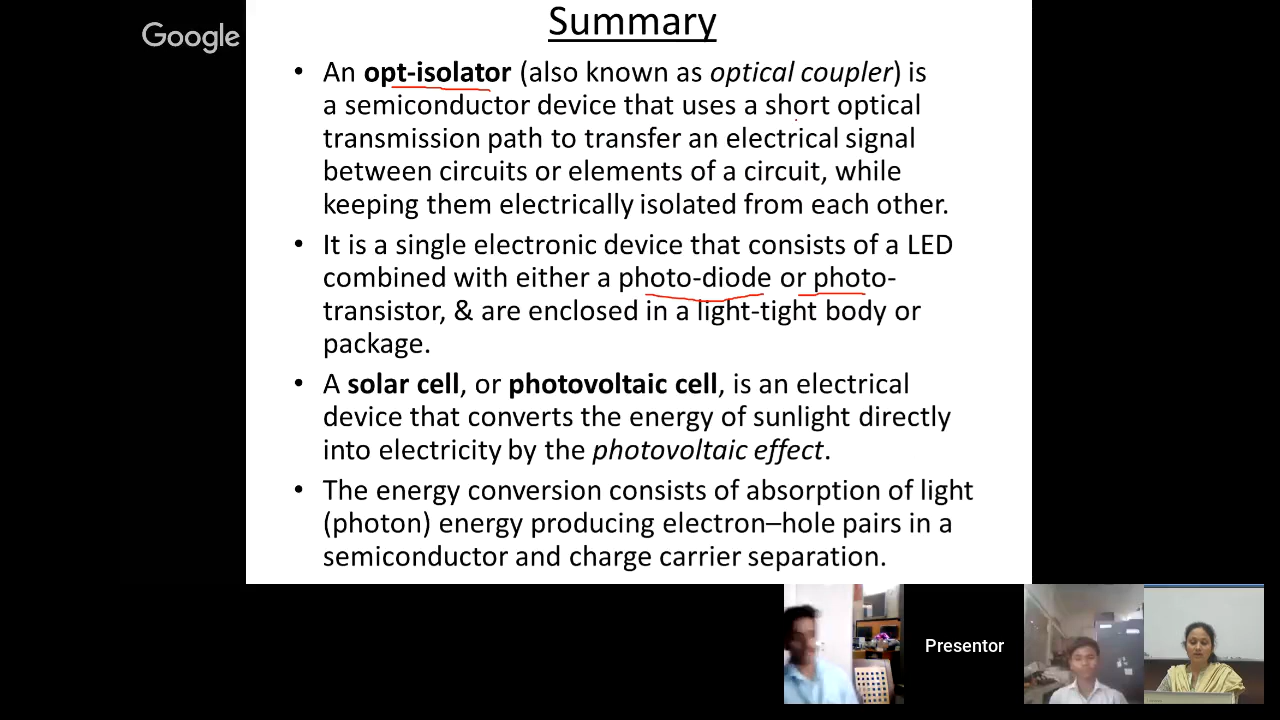 Summary
Google
• An opt-isolator (also known as optical coupler) is
a semiconductor device that uses a short optical
transmission path to transfer an electrical signal
between circuits or elements of a circuit, while
keeping them electrically isolated from each other.
• It is a single electronic device that consists of a LED
combined with either a photo-diode or photo-
transistor, & are enclosed in a light-tight body or
package.
• A solar cell, or photovoltaic cell, is an electrical
device that converts the energy of sunlight directly
into electricity by the photovoltaic effect.
• The energy conversion consists of absorption of light
(photon) energy producing electron–hole pairs in a
semiconductor and charge carrier separation.
Presentor